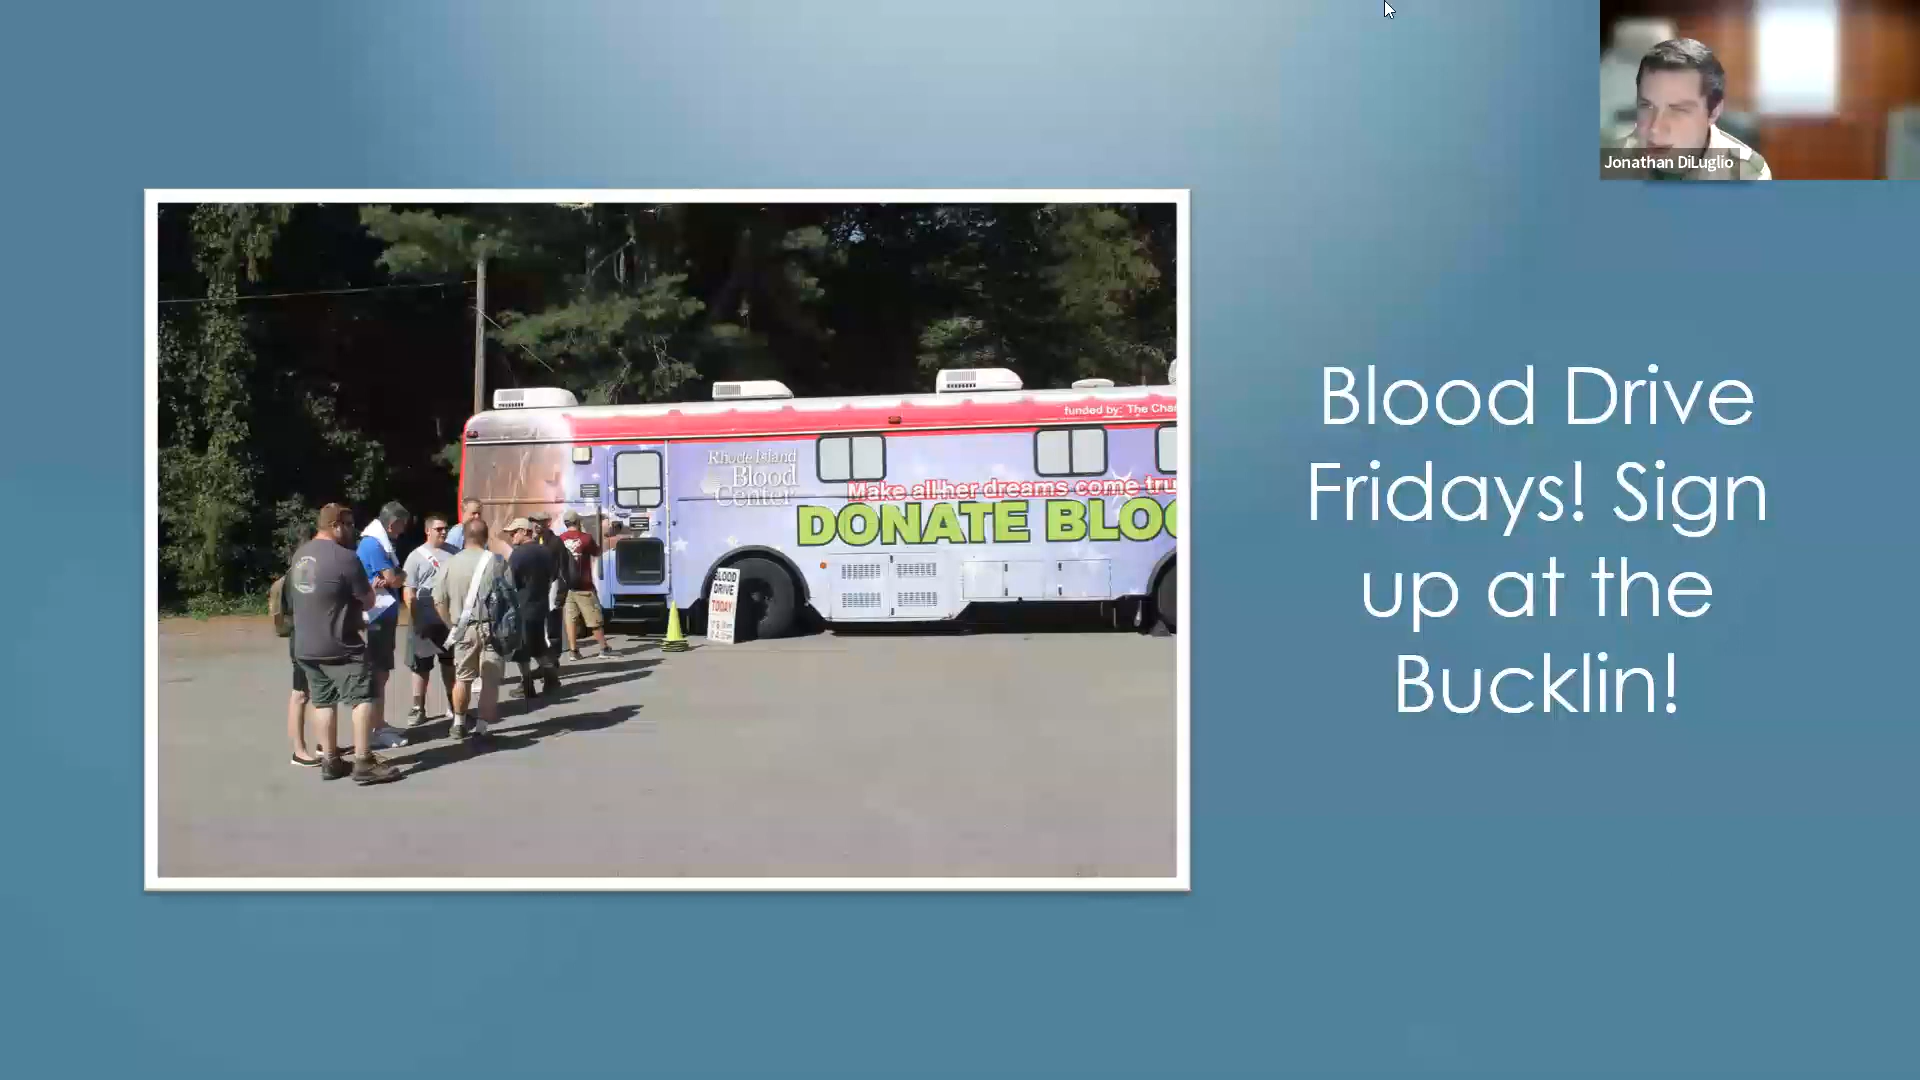 Jonathan DiLuglio
funded by: The Cha
Rhode Island
Blood
Center
Make all her dreams come tru
DONATE BLOO
BLOOD
DRIVE
TODAY
Blood Drive
Fridays! Sign
up at the
Bucklin!